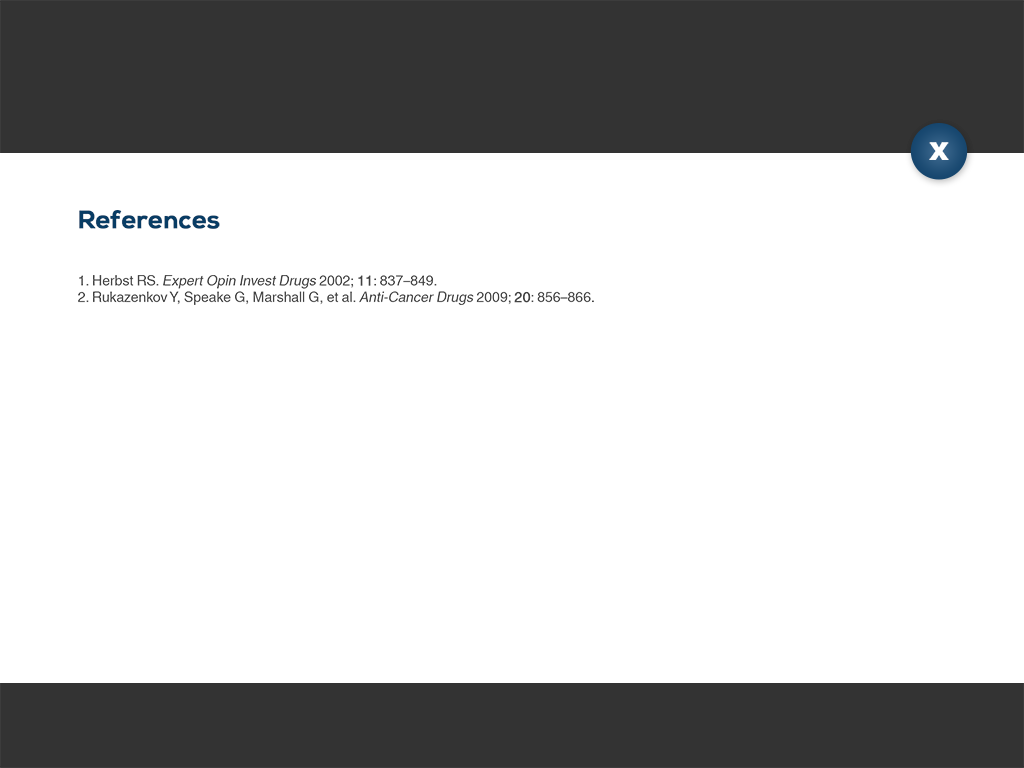 X
References
1. Herbst RS. Expert Opin Invest Drugs 2002; 11: 837–849.
2. Rukazenkov Y, Speake G, Marshall G, et al. Anti-Cancer Drugs 2009; 20: 856–866.